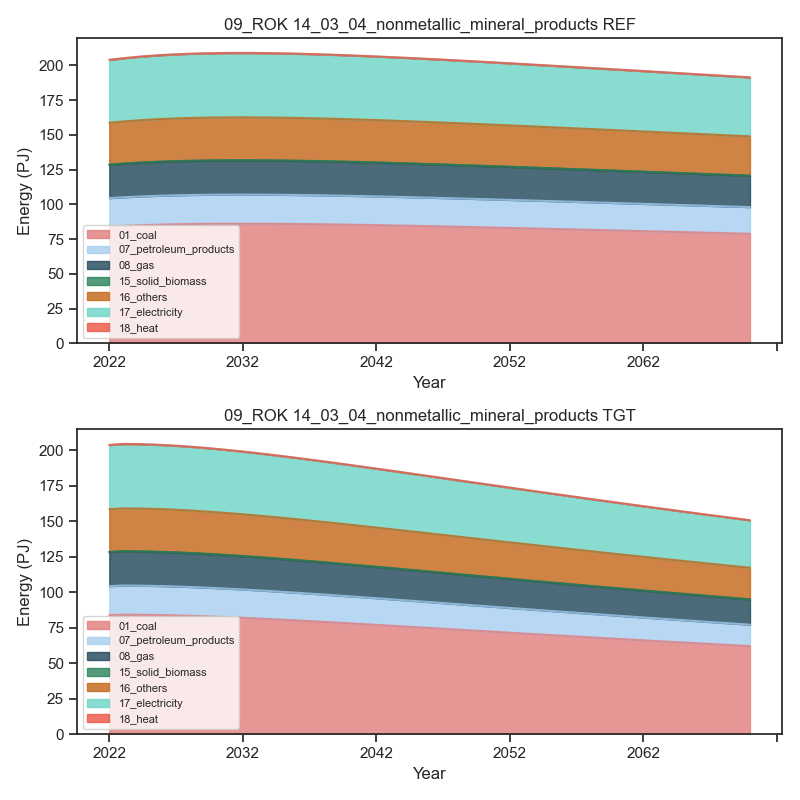 09_ROK 14_03_04_nonmetallic_mineral_products REF
Energy (PJ)
200
175
150
125
100
75
50
25
0
01_coal
07_petroleum_products
08_gas
15_solid_biomass
16_others
17_electricity
18_heat
2022 2032 2042 2052 2062
Year
09_ROK 14_03_04_nonmetallic_mineral_products TGT
Energy (PJ)
200
175
150
125
100
75
50
25
0
01_coal
07_petroleum_products
08_gas
15_solid_biomass
16_others
17_electricity
18_heat
2022 2032 2042 2052 2062
Year